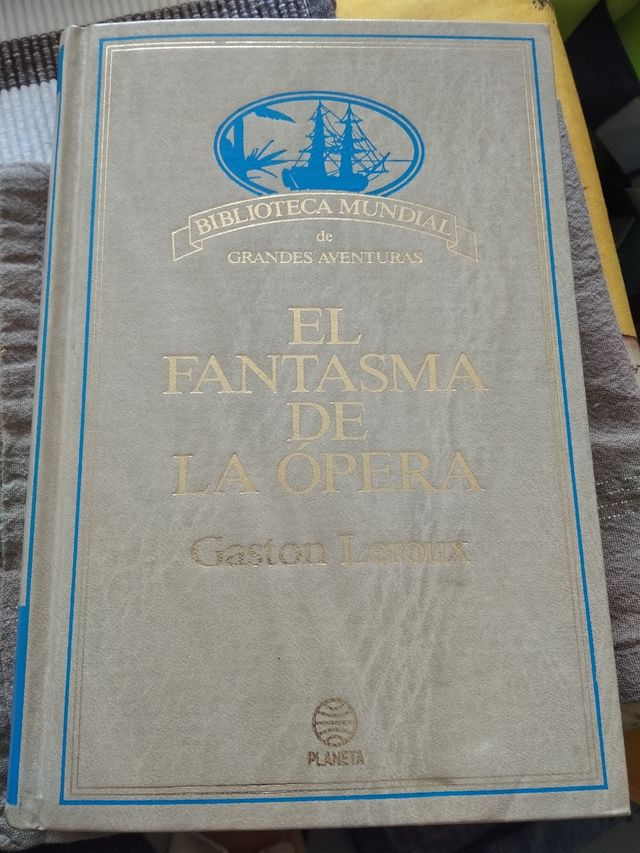 BIBLIOTECA MUNDIAL
de
GRANDES AVENTURAS
EL
FANTASMA
DE
LA ÓPERA
Gaston Leroux
PLANETA